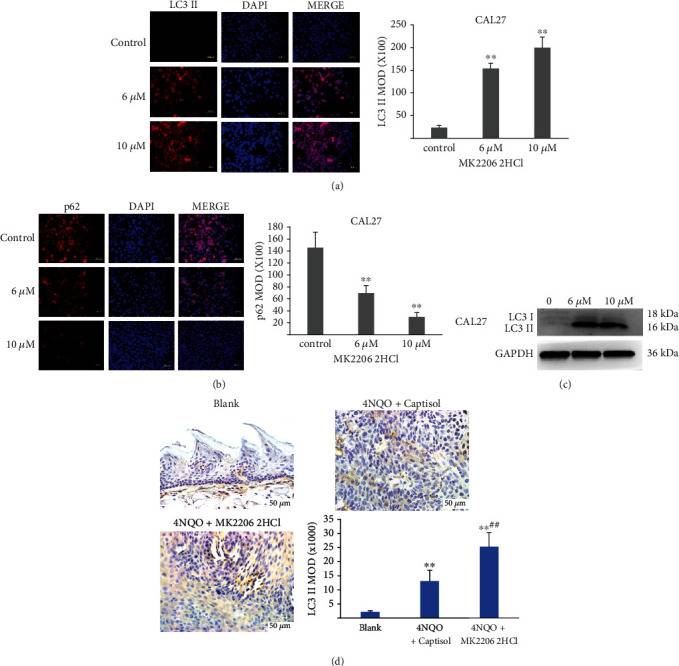 LC3 II DAPI MERGE
Control
6 μM
10 μM
CAL27
LC3 II MOD (X100)
200
150
100
50
** **
control 6 μM 10 μM
MK2206 2HCl
(a)
p62 DAPI MERGE
Control
6 μM
10 μM
CAL27
p62 MOD (X100)
180
160
140
120
100
80
60
40
20
**
**
control 6 μM 10 μM
MK2206 2HCl
(b)
CAL27
0 6 μM 10 μM
LC3 I 18 kDa
LC3 II 16 kDa
GAPDH 36 kDa
(c)
Blank
50 μm
4NQO + Captisol
50 μm
4NQO + MK2206 2HCl
50 μm
LC3 II MOD (x1000)
35
30
25
20
15
10
5
**
**##
Blank 4NQO + Captisol 4NQO + MK2206 2HCl
(d)